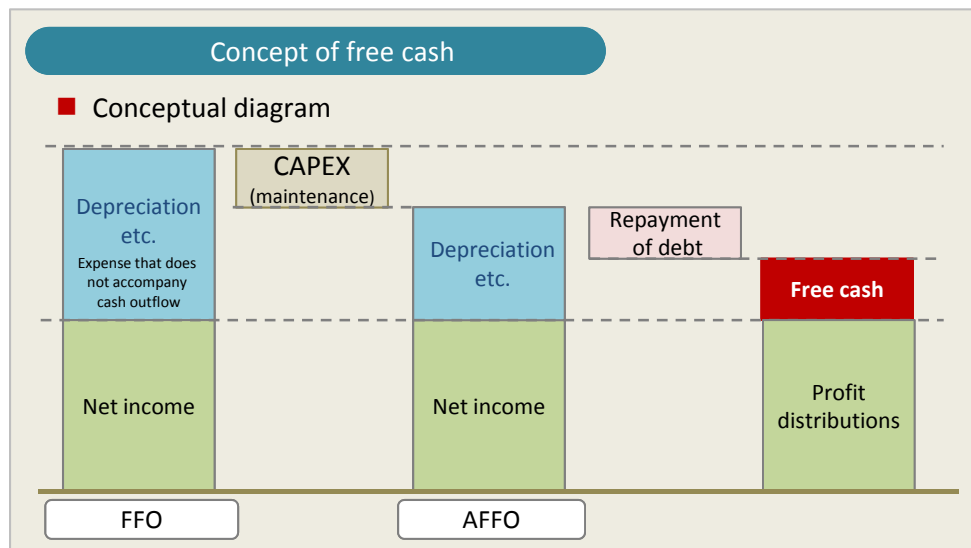 Concept of free cash
■ Conceptual diagram
Depreciation
etc.
Expense that does
not accompany
cash outflow
Net income
FFO
CAPEX
(maintenance)
Depreciation
etc.
Net income
AFFO
Repayment
of debt
Free cash
Profit
distributions